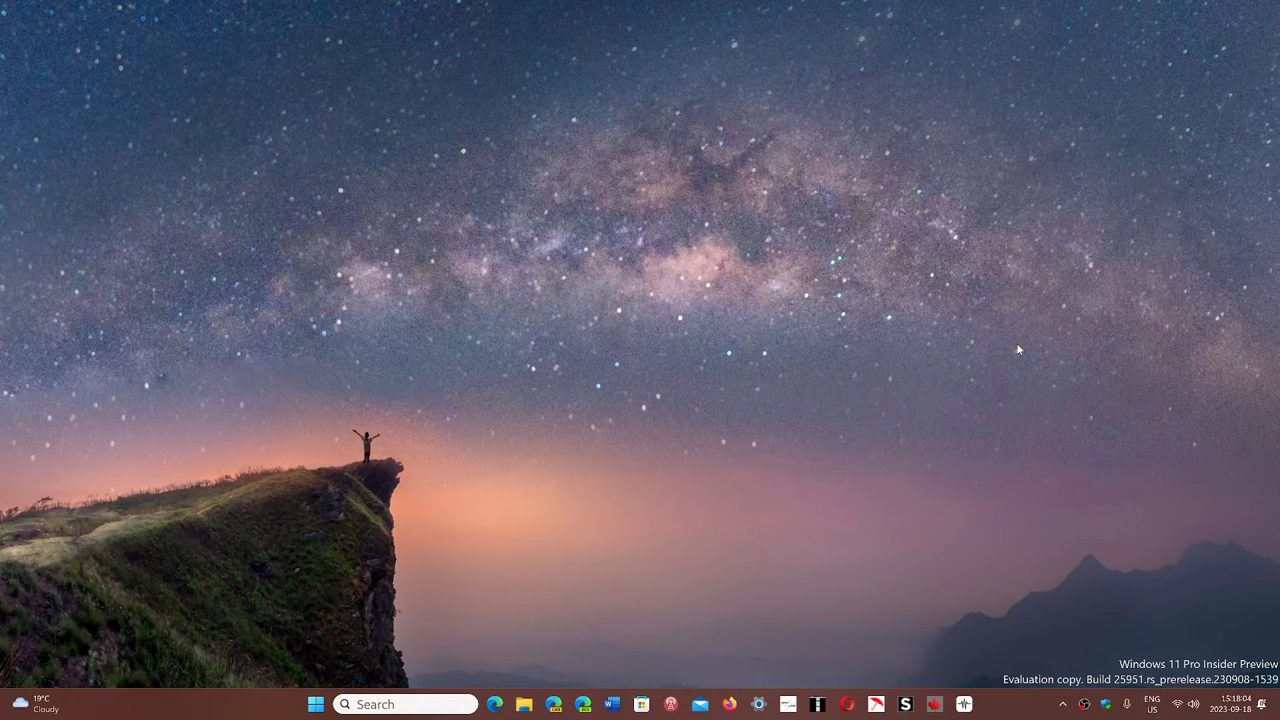 Windows 11 Pro Insider Preview
Evaluation copy. Build 25951.rs_prerelease.230908-1539
19°C
Cloudy
Search
W
CAN
S
ENG
US
15:18:04
2023-09-18